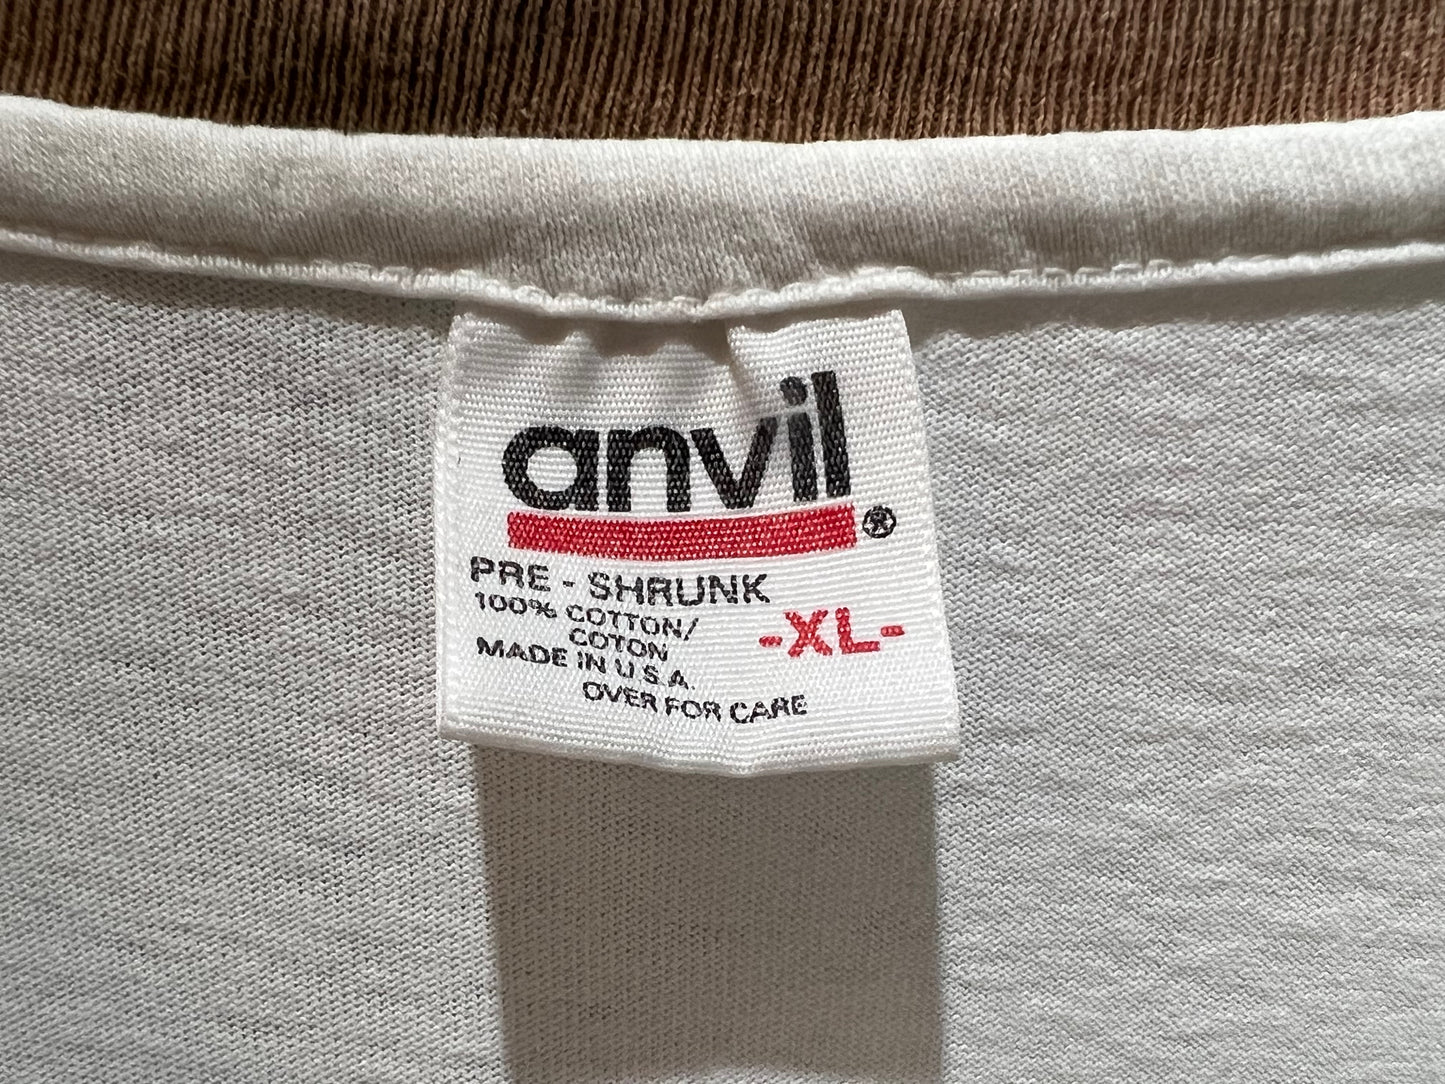 anvil®
PRE - SHRUNK
100% COTTON/
COTON
-XL-
MADE IN U.S.A.
OVER FOR CARE